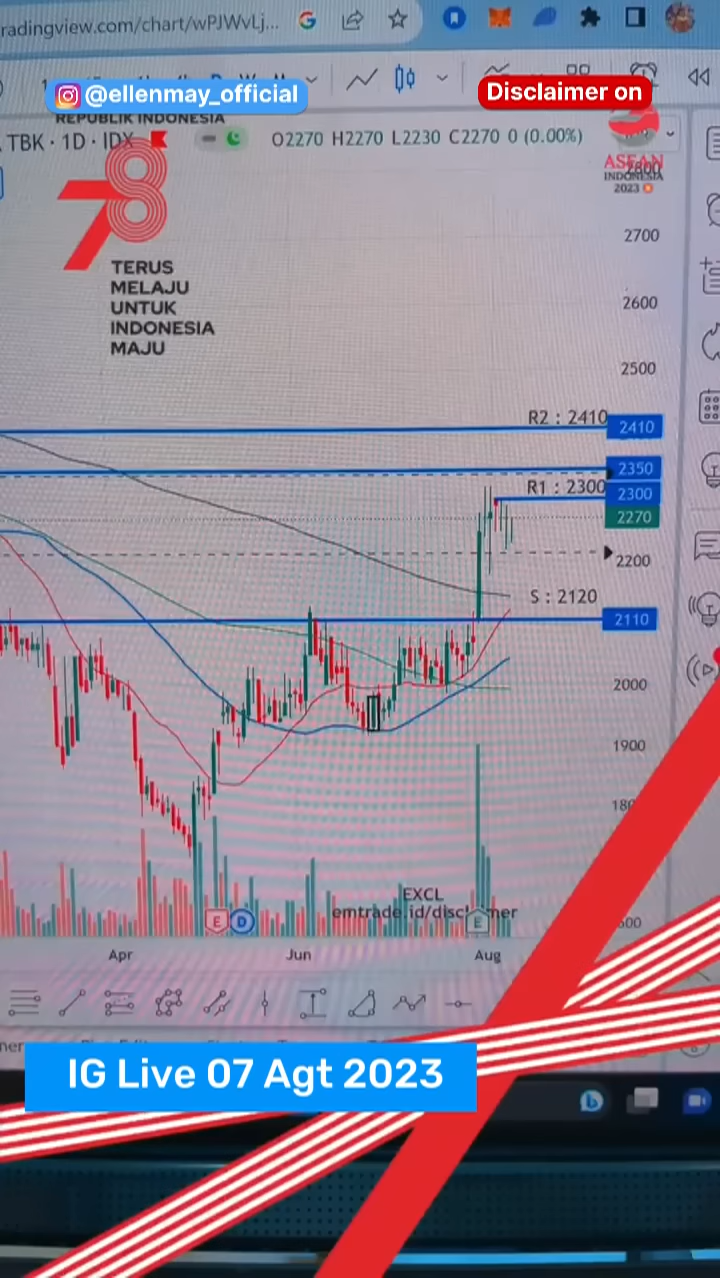 radingview.com/chart/wPJWvLj...
@ellenmay_official
Disclaimer on
REPUBLIK INDONESIA
TBK · 1D · IDX
O2270 H2270 L2230 C2270 0 (0.00%)
78
ASEAN
INDONESIA
2023
2800
2700
TERUS
MELAJU
UNTUK
INDONESIA
MAJU
2600
2500
R2 : 2410
2410
2350
R1 : 2300
2300
2270
2200
S : 2120
2110
2000
1900
EXCL
emtrade.id/disclaimer
E
D
E
Apr
Jun
Aug
IG Live 07 Agt 2023